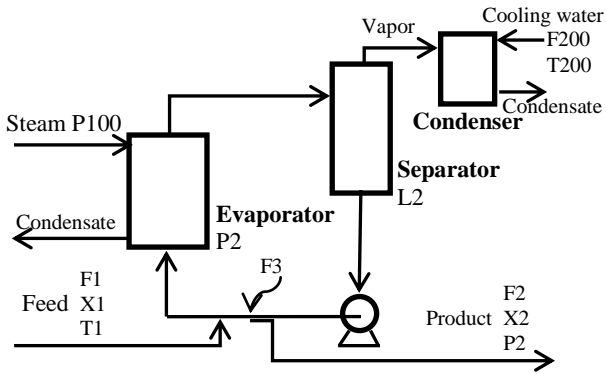 Cooling water
Vapor
F200
T200
Condensate
Condenser
Steam P100
Separator
L2
Evaporator
P2
Condensate
F3
Feed
F1
X1
T1
Product
F2
X2
P2